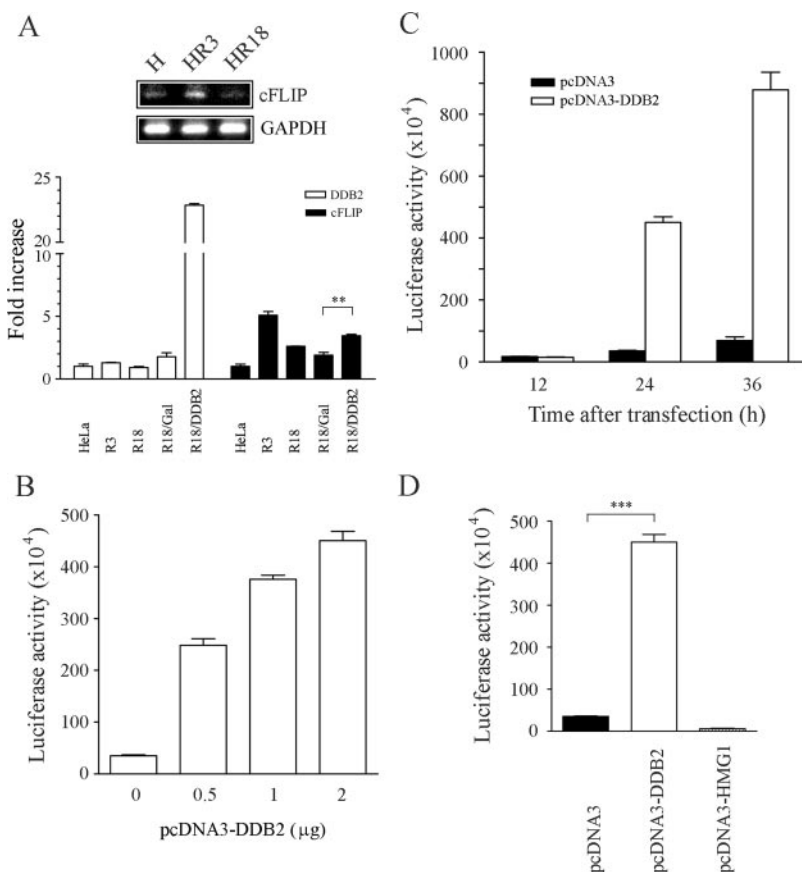 A
H HR3 HR18
cFLIP
GAPDH
Fold increase
25
23
10
5
0
DDB2
cFLIP
**
HeLa R3 R18 R18/Gal R18/DDB2 HeLa R3 R18 R18/Gal R18/DDB2
B
Luciferase activity (x10⁴)
500
400
300
200
100
0
0 0.5 1 2
pcDNA3-DDB2 (μg)
C
Luciferase activity (x10⁴)
1000
800
600
400
200
0
pcDNA3
pcDNA3-DDB2
12 24 36
Time after transfection (h)
D
Luciferase activity (x10⁴)
500
400
300
200
100
0
***
pcDNA3 pcDNA3-DDB2 pcDNA3-HMG1